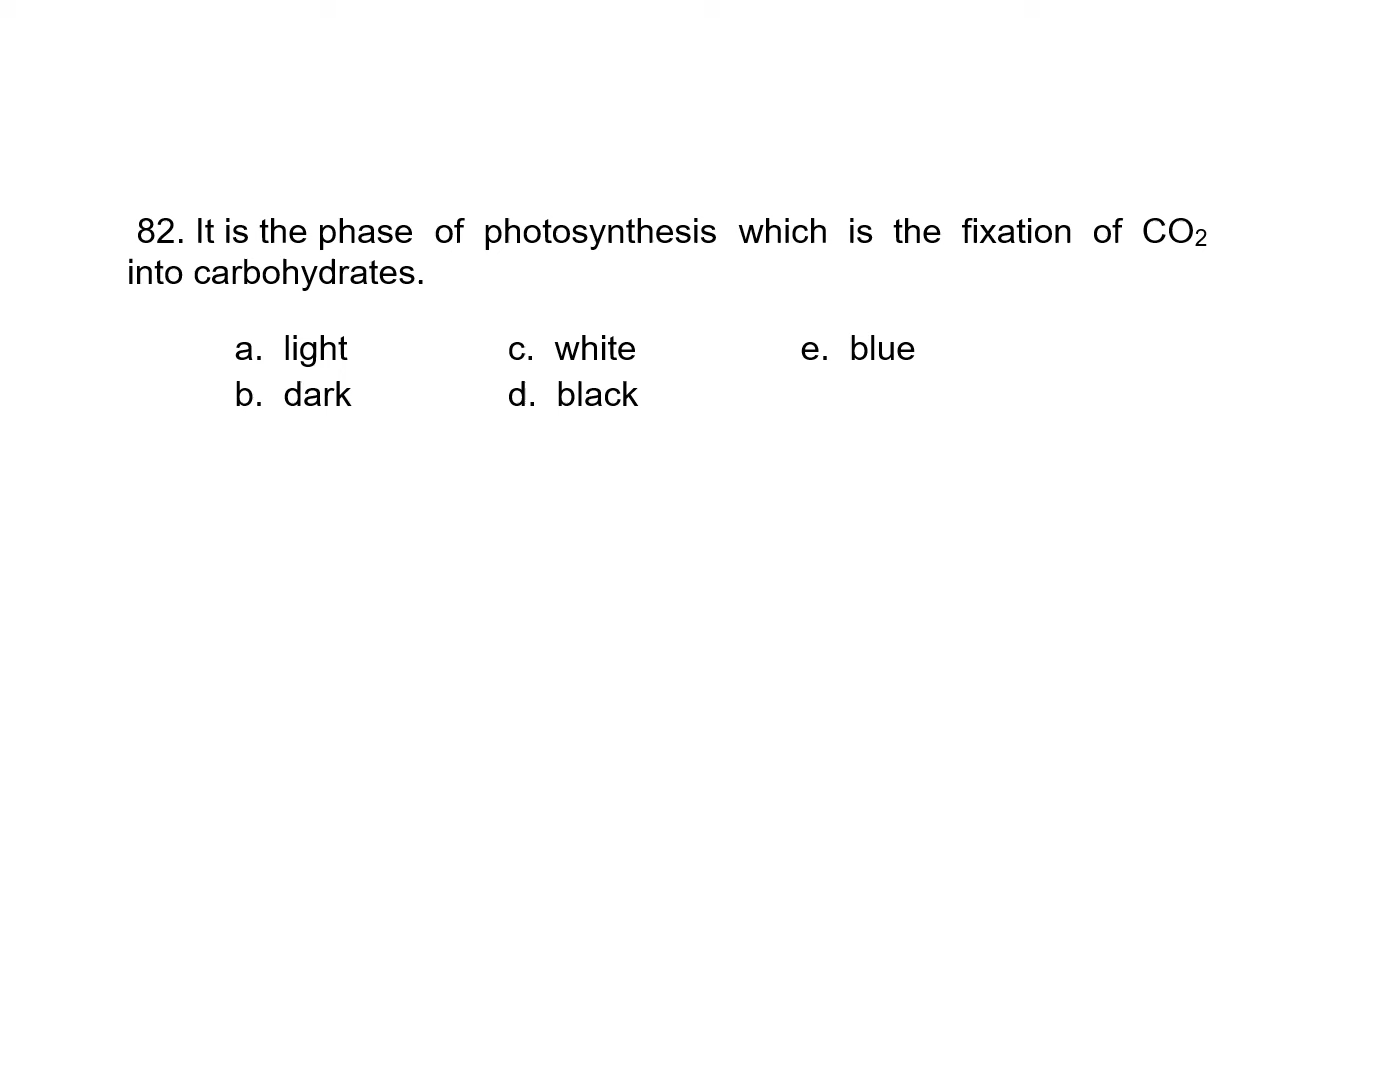 82. It is the phase of photosynthesis which is the fixation of CO₂
into carbohydrates.
a. light c. white e. blue
b. dark d. black